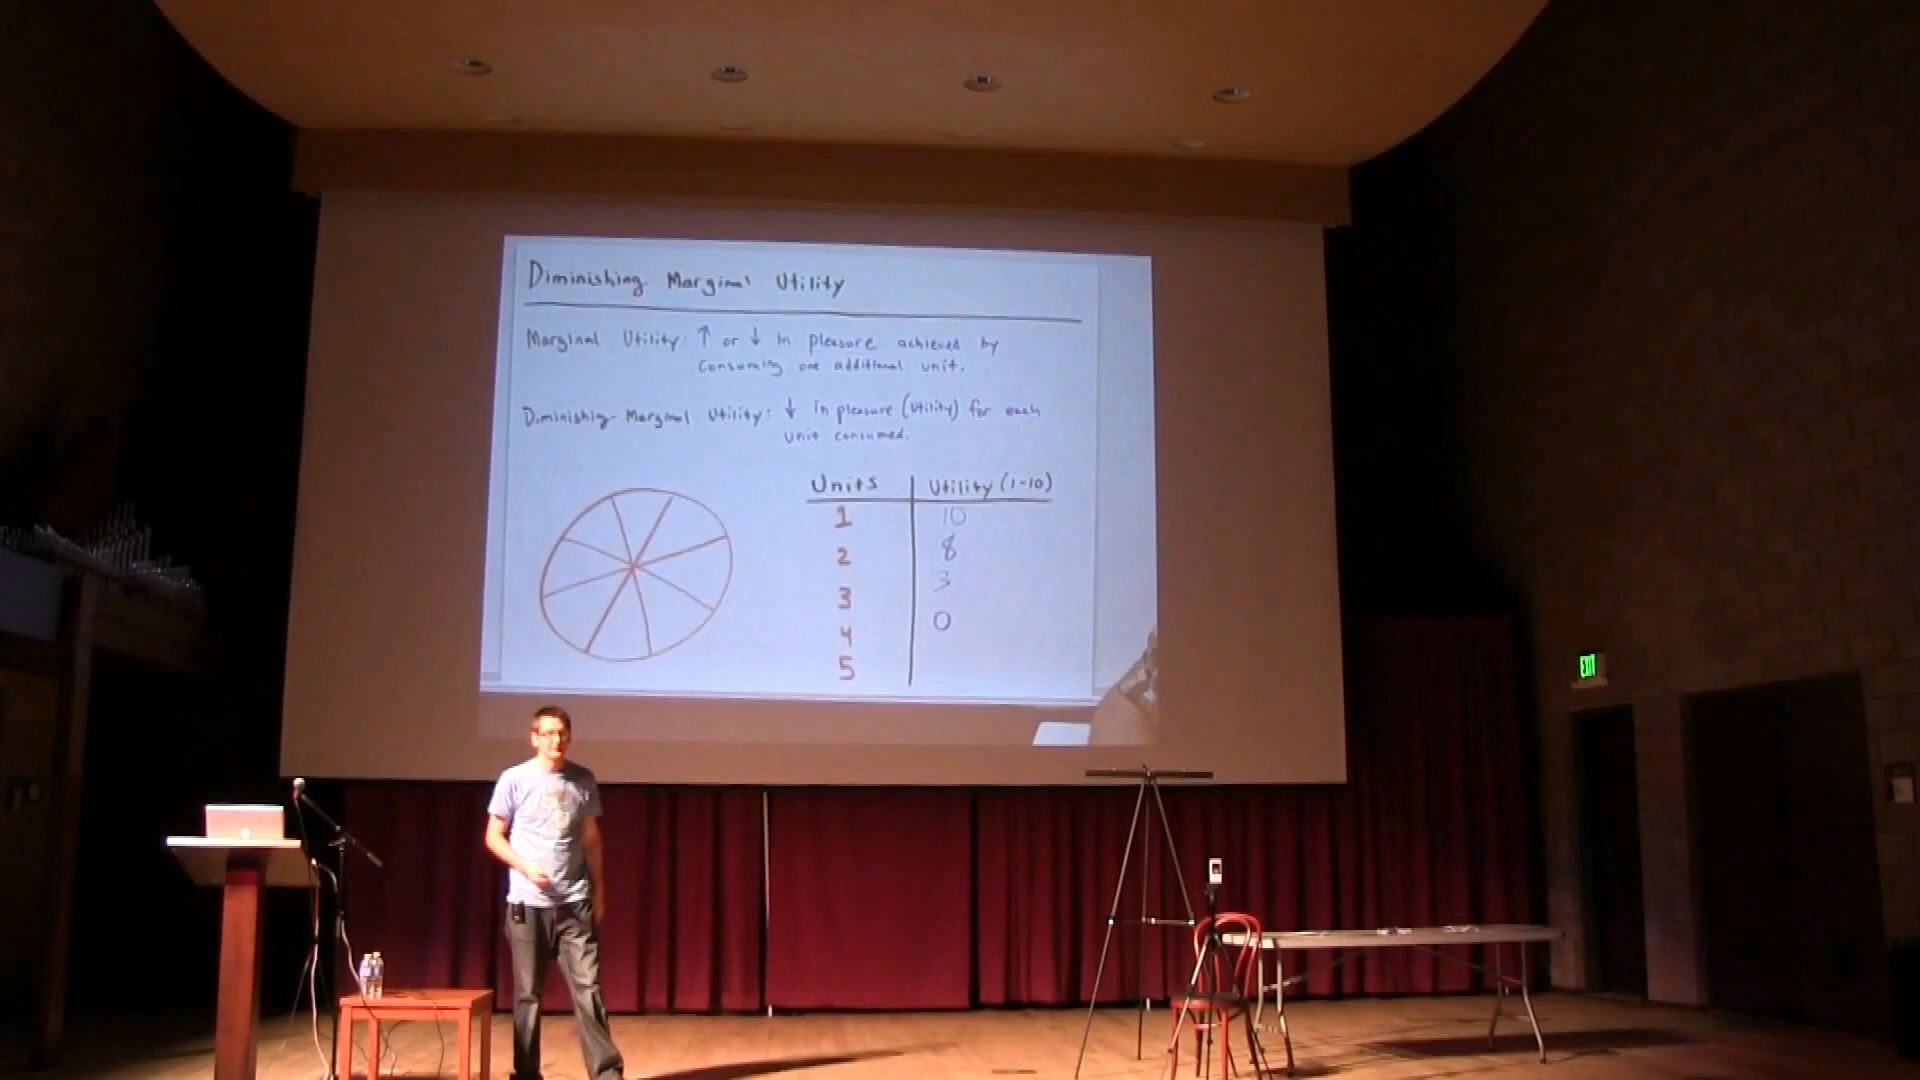 Diminishing Marginal Utility
Marginal Utility: ↑ or ↓ in pleasure achieved by
consuming one additional unit.
Diminishing Marginal Utility: ↓ in pleasure (utility) for each
unit consumed.
Units Utility (1-10)
1 10
2 8
3 3
4 0
5
EXIT